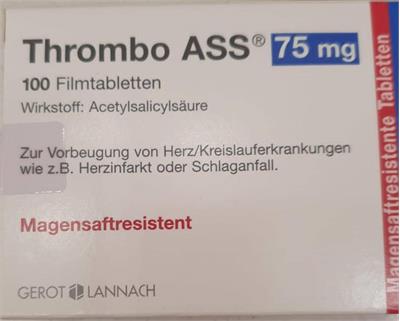 Thrombo ASS® 75 mg
100 Filmtabletten
Wirkstoff: Acetylsalicylsäure
Zur Vorbeugung von Herz/Kreislauferkrankungen
wie z.B. Herzinfarkt oder Schlaganfall.
Magensaftresistent
GEROT LANNACH
Magensaftresistente Tabletten